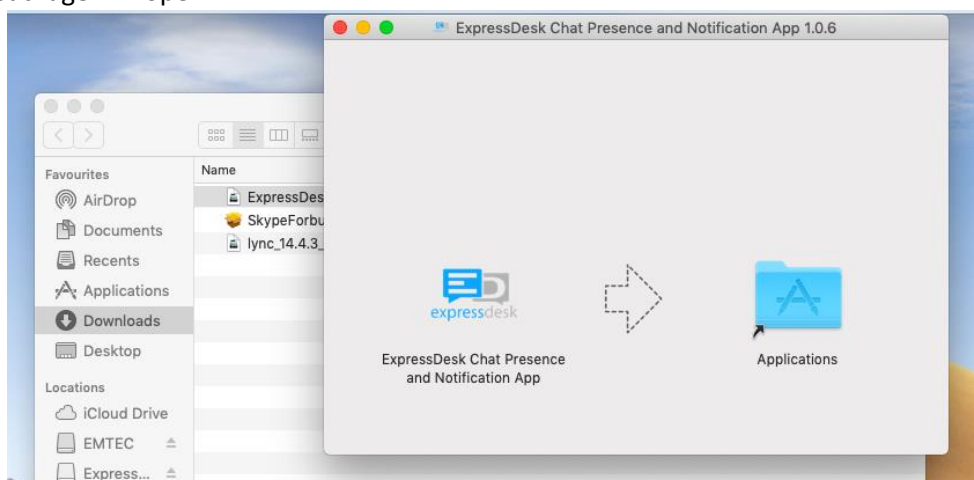 ExpressDesk Chat Presence and Notification App 1.0.6
Favourites
AirDrop
Documents
Recents
Applications
Downloads
Desktop
Locations
iCloud Drive
EMTEC
Express...
Name
ExpressDes
SkypeForbu
lync_14.4.3_
expressdesk
ExpressDesk Chat Presence
and Notification App
Applications